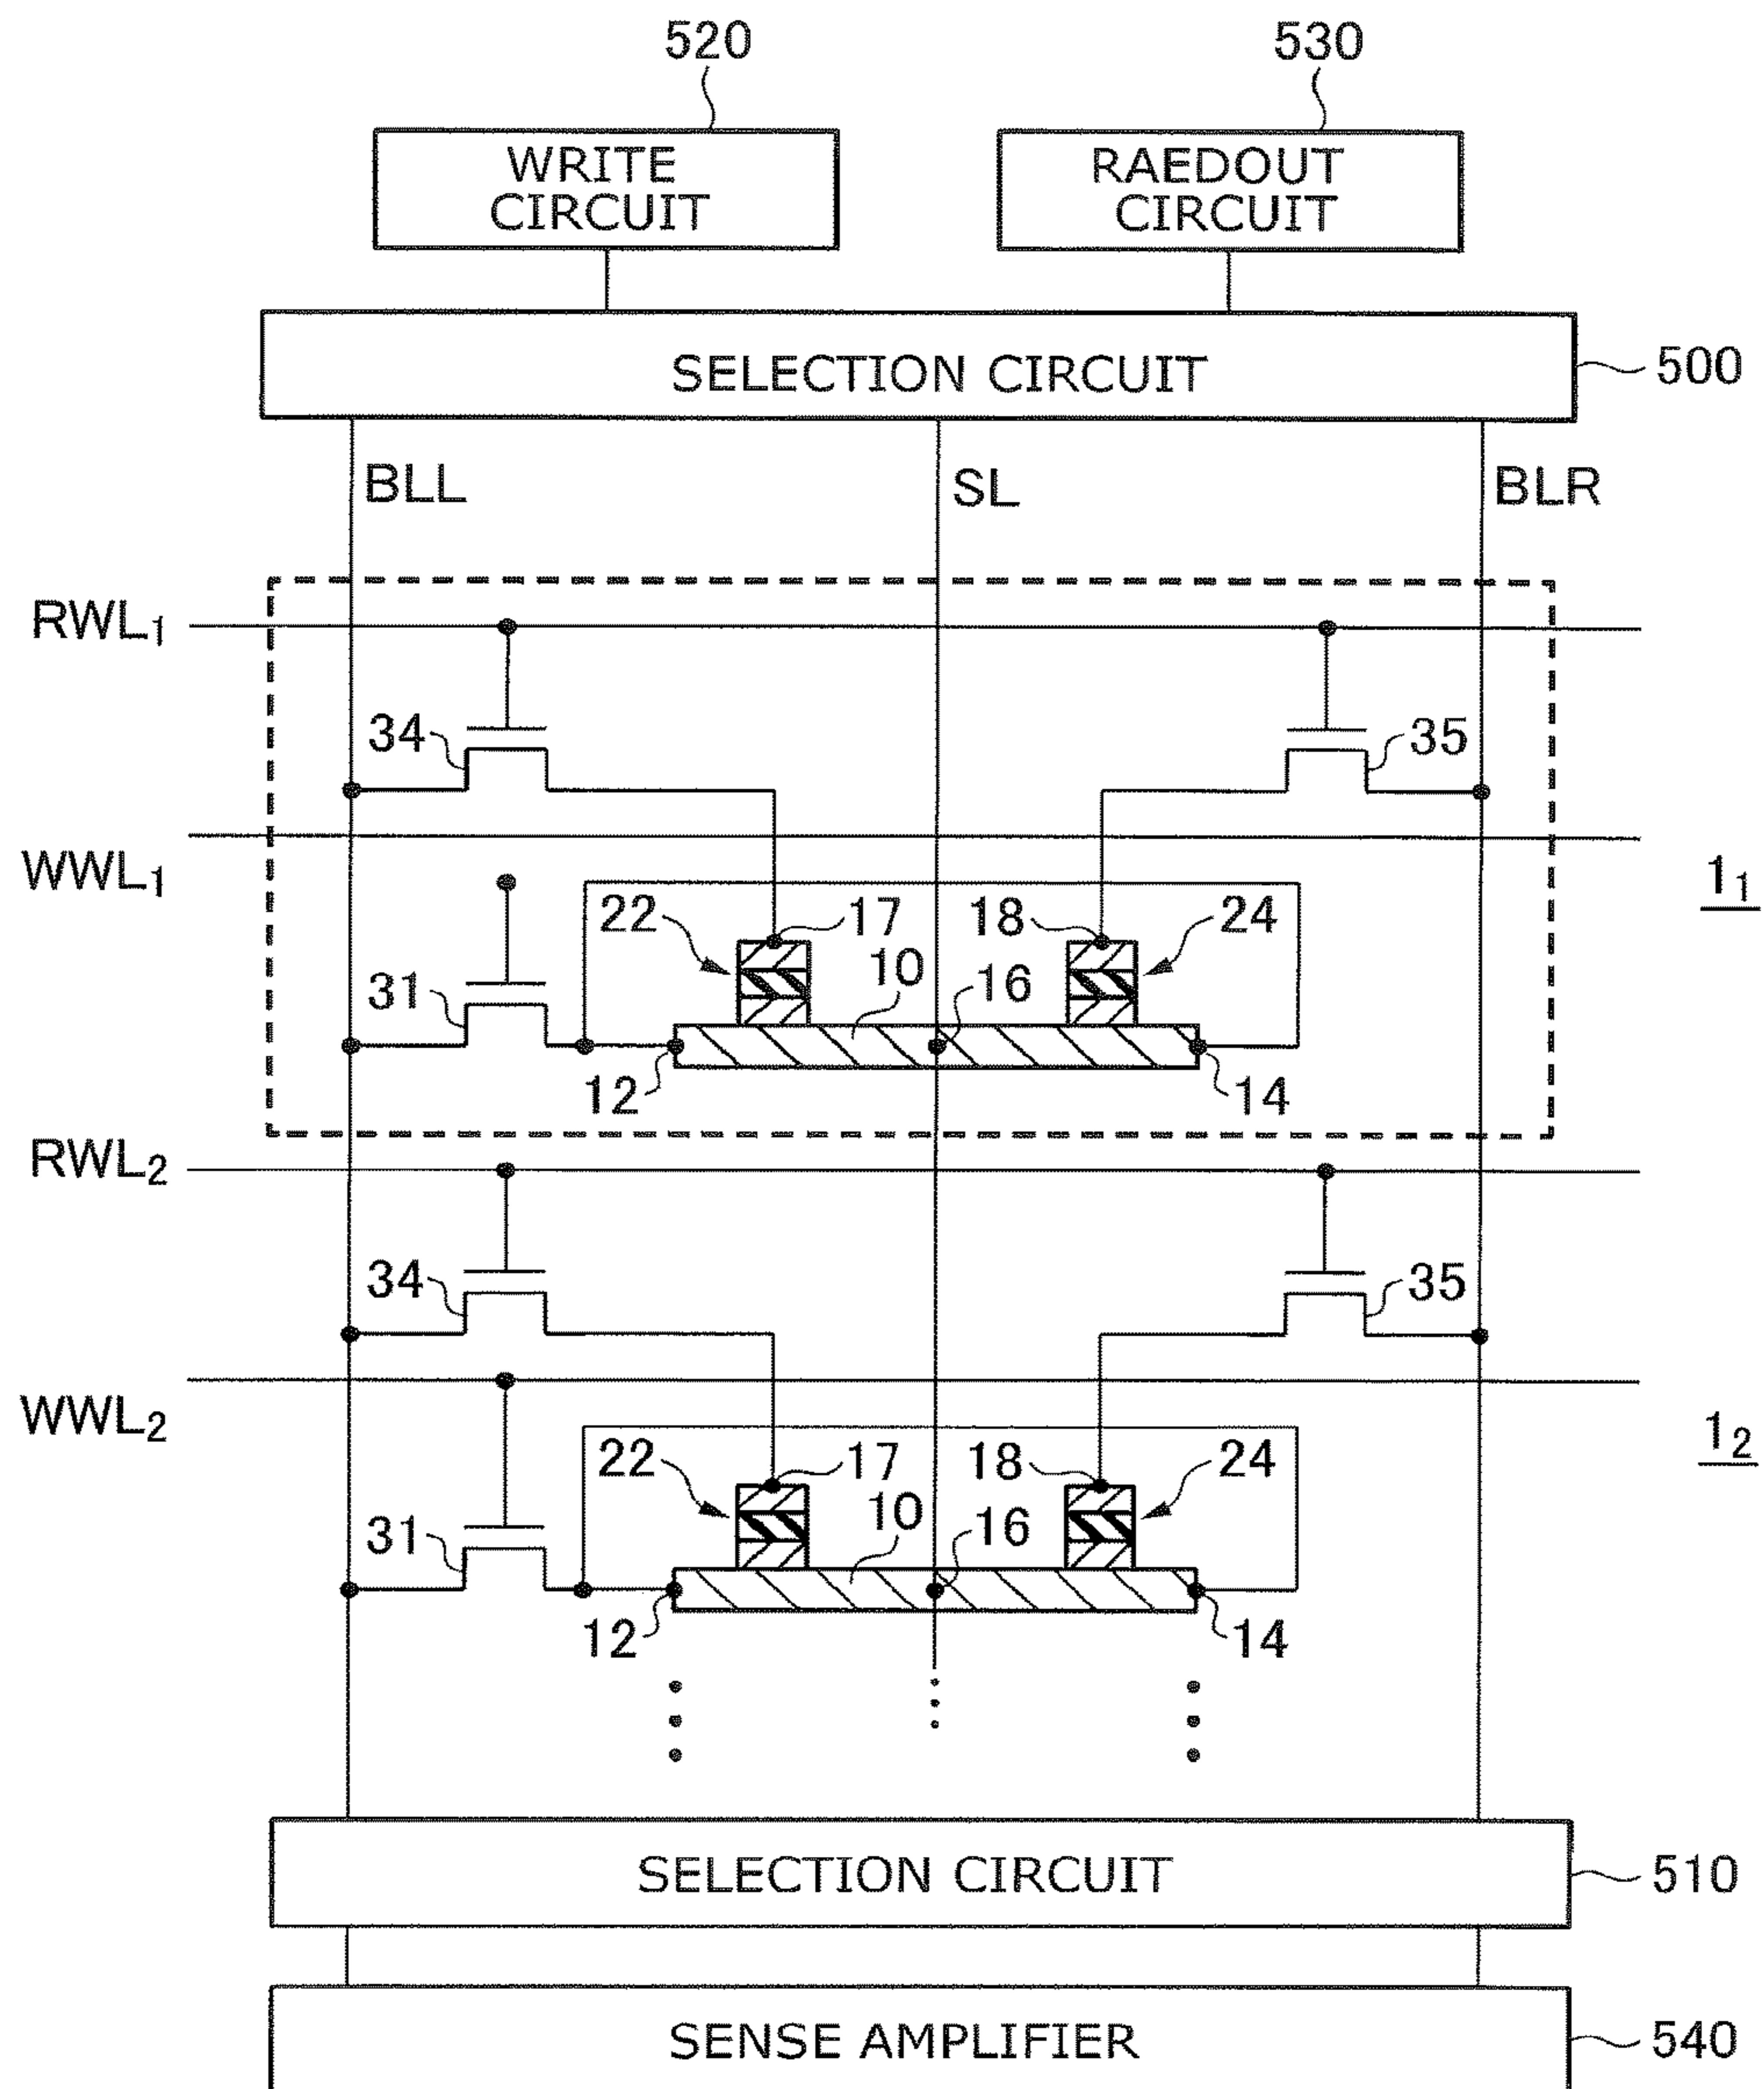 520
530
WRITE
CIRCUIT
RAEDOUT
CIRCUIT
SELECTION CIRCUIT
500
BLL
SL
BLR
RWL1
34
35
WWL1
11
22
17
18
24
10
16
31
12
14
RWL2
34
35
WWL2
12
22
17
18
24
10
16
31
12
14
SELECTION CIRCUIT
510
SENSE AMPLIFIER
540